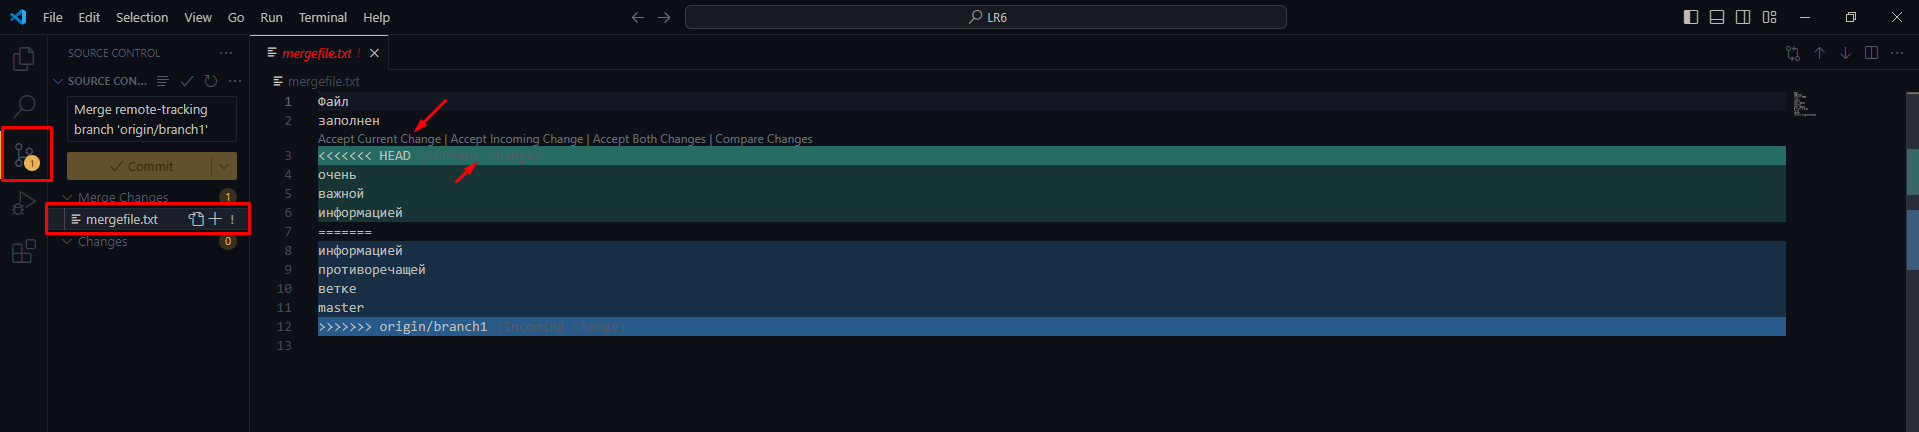 File Edit Selection View Go Run Terminal Help
LR6
SOURCE CONTROL
SOURCE CON...
Merge remote-tracking
branch 'origin/branch1'
Commit
Merge Changes 1
mergefile.txt !
Changes 0
1
mergefile.txt !
mergefile.txt
1 Файл
2 заполнен
Accept Current Change | Accept Incoming Change | Accept Both Changes | Compare Changes
3 <<<<<<< HEAD (Current Change)
4 очень
5 важной
6 информацией
7 =======
8 информацией
9 противоречащей
10 ветке
11 master
12 >>>>>>> origin/branch1 (Incoming Change)
13